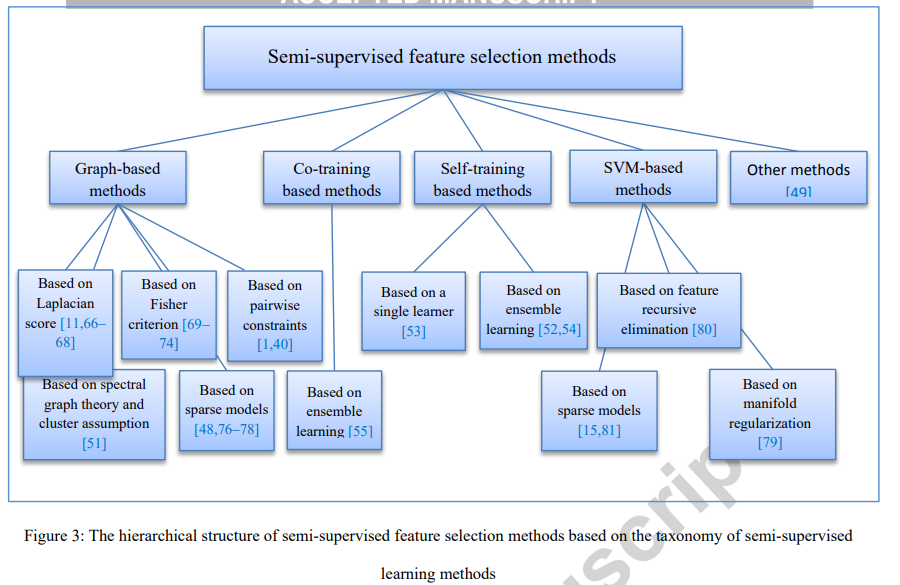 ACCEPTED MANUSCRIPT
Semi-supervised feature selection methods
Graph-based
methods
Co-training
based methods
Self-training
based methods
SVM-based
methods
Other methods
[49]
Based on
Laplacian
score [11,66–
68]
Based on
Fisher
criterion [69–
74]
Based on
pairwise
constraints
[1,40]
Based on a
single learner
[53]
Based on
ensemble
learning [52,54]
Based on feature
recursive
elimination [80]
Based on spectral
graph theory and
cluster assumption
[51]
Based on
sparse models
[48,76–78]
Based on
ensemble
learning [55]
Based on
sparse models
[15,81]
Based on
manifold
regularization
[79]
Figure 3: The hierarchical structure of semi-supervised feature selection methods based on the taxonomy of semi-supervised
learning methods